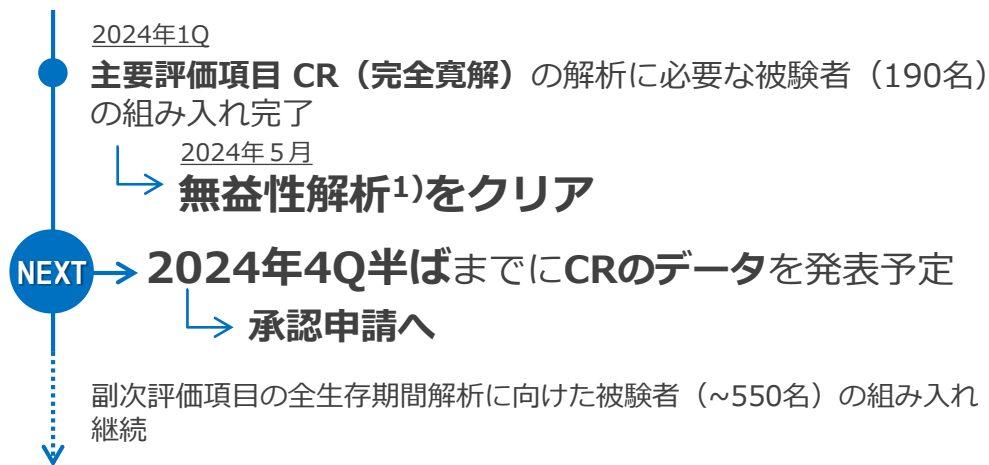 2024年1Q
主要評価項目 CR（完全寛解）の解析に必要な被験者（190名）
の組み入れ完了
2024年５月
無益性解析1)をクリア
NEXT
2024年4Q半ばまでにCRのデータを発表予定
承認申請へ
副次評価項目の全生存期間解析に向けた被験者（~550名）の組み入れ
継続